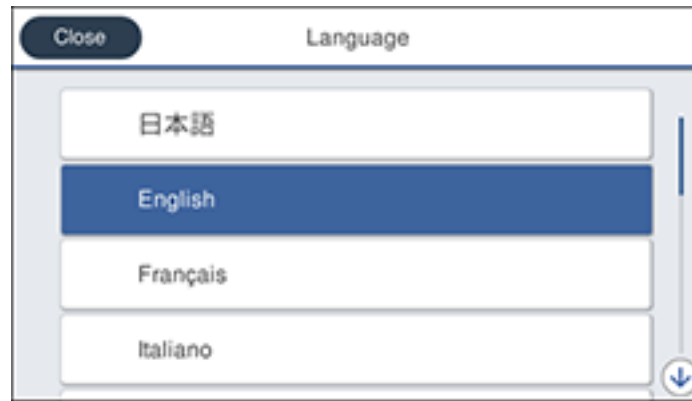 Close
Language
日本語
English
Français
Italiano